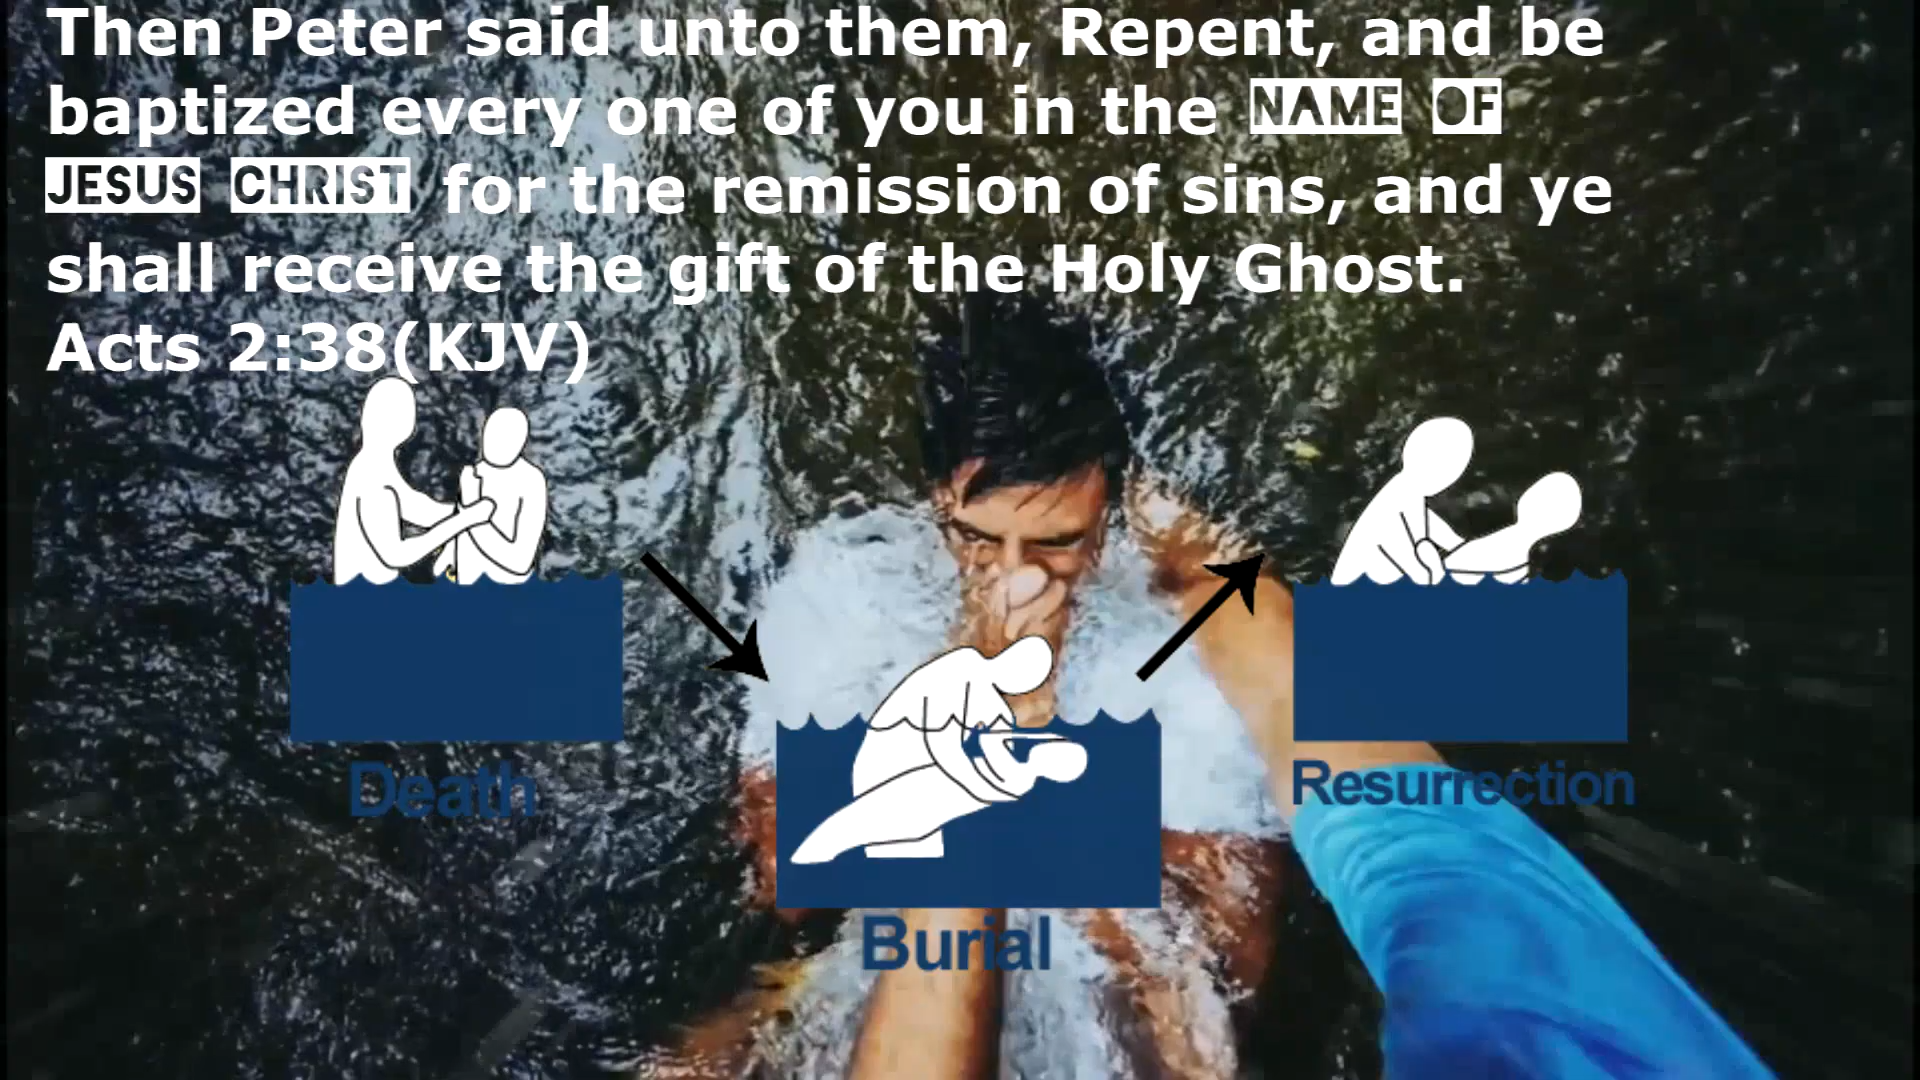 Then Peter said unto them, Repent, and be
baptized every one of you in the NAME OF
JESUS CHRIST for the remission of sins, and ye
shall receive the gift of the Holy Ghost.
Acts 2:38(KJV)
Death
Burial
Resurrection